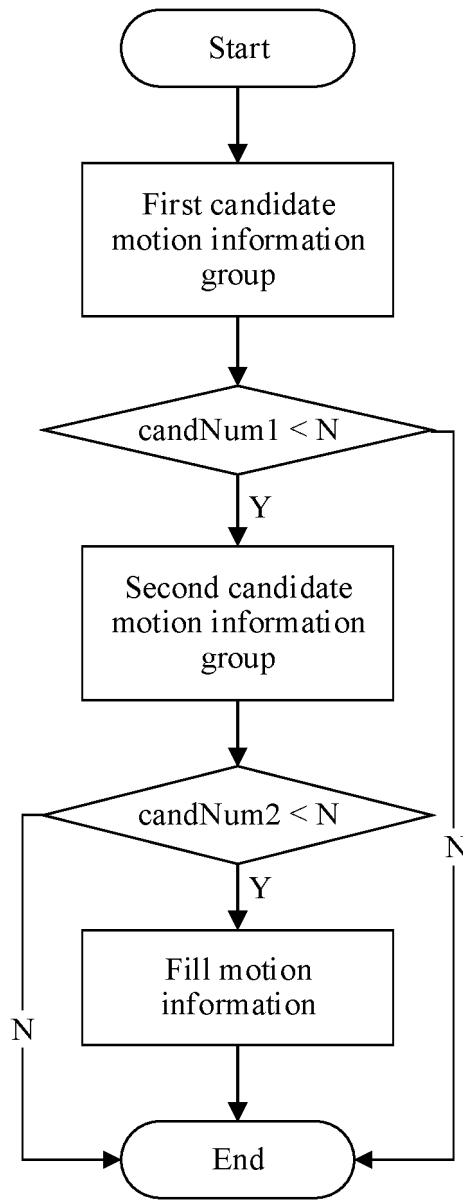 Start
First candidate
motion information
group
candNum1 < N
Y
Second candidate
motion information
group
candNum2 < N
N
Y
Fill motion
information
N
End